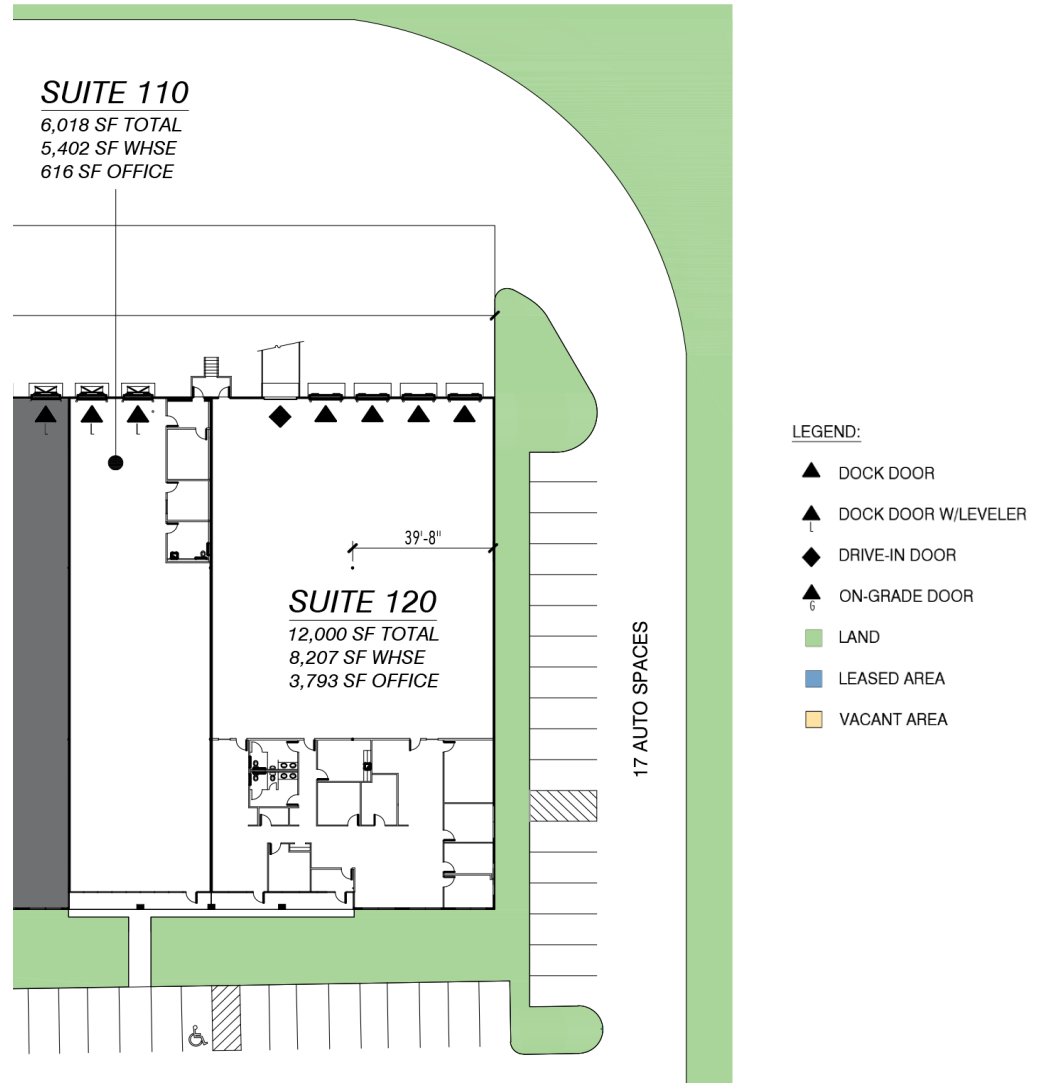 SUITE 110
6,018 SF TOTAL
5,402 SF WHSE
616 SF OFFICE
L
L
L
39'-8"
SUITE 120
12,000 SF TOTAL
8,207 SF WHSE
3,793 SF OFFICE
17 AUTO SPACES
LEGEND:
DOCK DOOR
DOCK DOOR W/LEVELER
L
DRIVE-IN DOOR
ON-GRADE DOOR
G
LAND
LEASED AREA
VACANT AREA